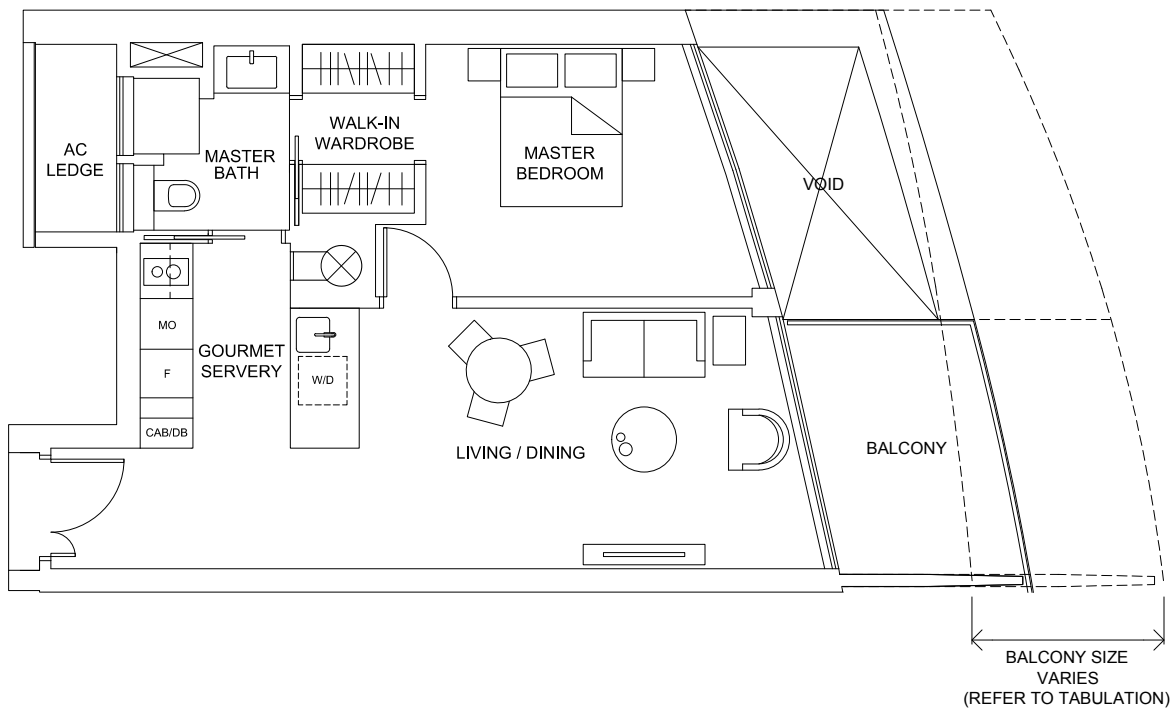 AC
LEDGE
MASTER
BATH
WALK-IN
WARDROBE
MASTER
BEDROOM
VOID
MO
F
CAB/DB
GOURMET
SERVERY
W/D
LIVING / DINING
BALCONY
BALCONY SIZE
VARIES
(REFER TO TABULATION)